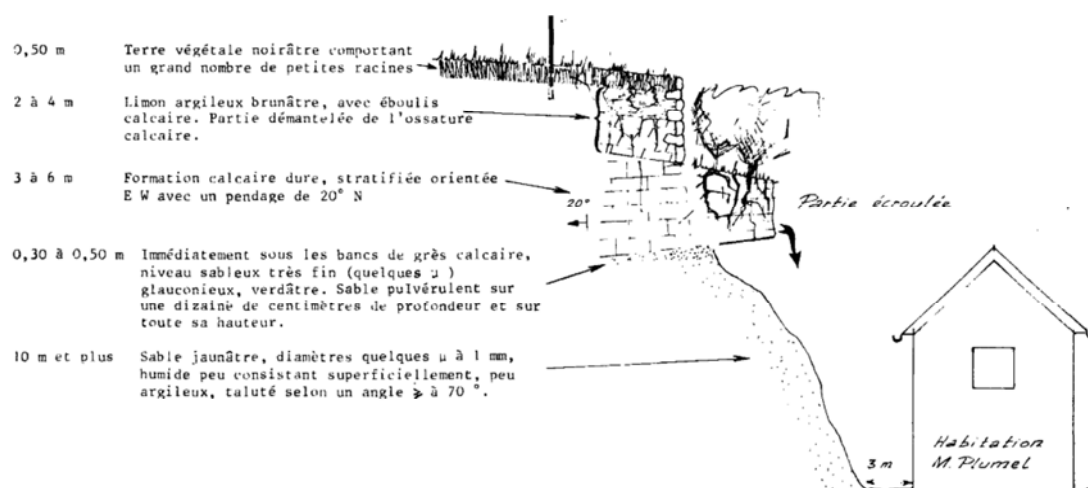 0,50 m Terre végétale noirâtre comportant
un grand nombre de petites racines
2 à 4 m Limon argileux brunâtre, avec éboulis
calcaire. Partie démantelée de l'ossature
calcaire.
3 à 6 m Formation calcaire dure, stratifiée orientée
E W avec un pendage de 20° N
20°
Partie écroulée
0,30 à 0,50 m Immédiatement sous les bancs de grès calcaire,
niveau sableux très fin (quelques µ )
glauconieux, verdâtre. Sable pulvérulent sur
une dizaine de centimètres de profondeur et sur
toute sa hauteur.
10 m et plus Sable jaunâtre, diamètres quelques µ à 1 mm,
humide peu consistant superficiellement, peu
argileux, taluté selon un angle ⩾ à 70 °.
3 m
Habitation
M. Plumel